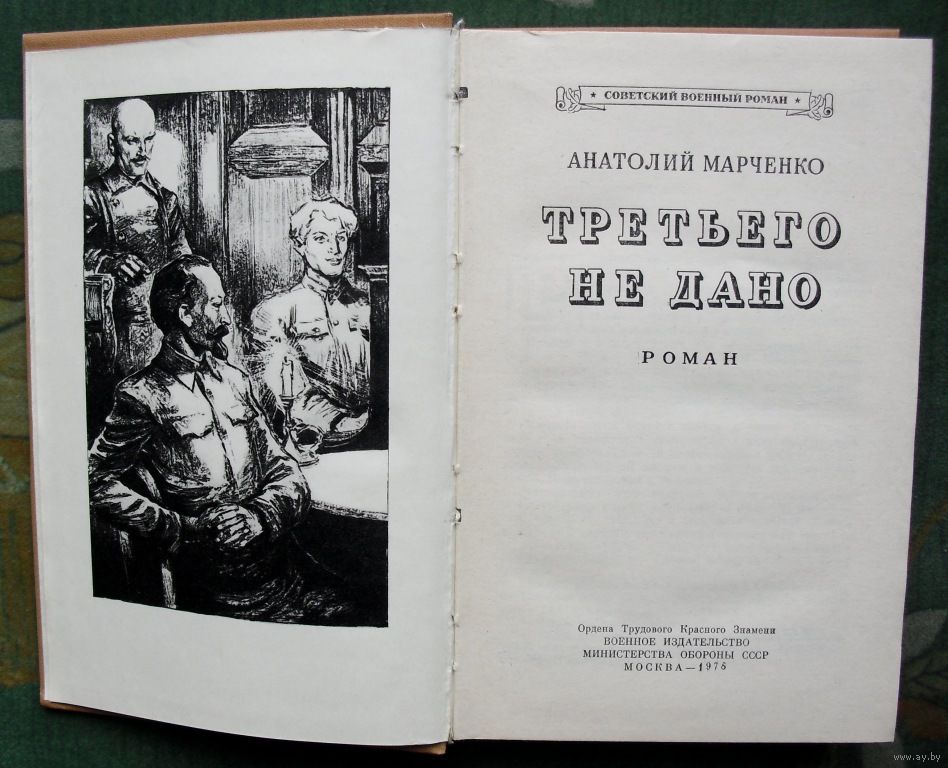 ★ СОВЕТСКИЙ ВОЕННЫЙ РОМАН ★
АНАТОЛИЙ МАРЧЕНКО
ТРЕТЬЕГО
НЕ ДАНО
РОМАН
Ордена Трудового Красного Знамени
ВОЕННОЕ ИЗДАТЕЛЬСТВО
МИНИСТЕРСТВА ОБОРОНЫ СССР
МОСКВА—1976
www.ay.by